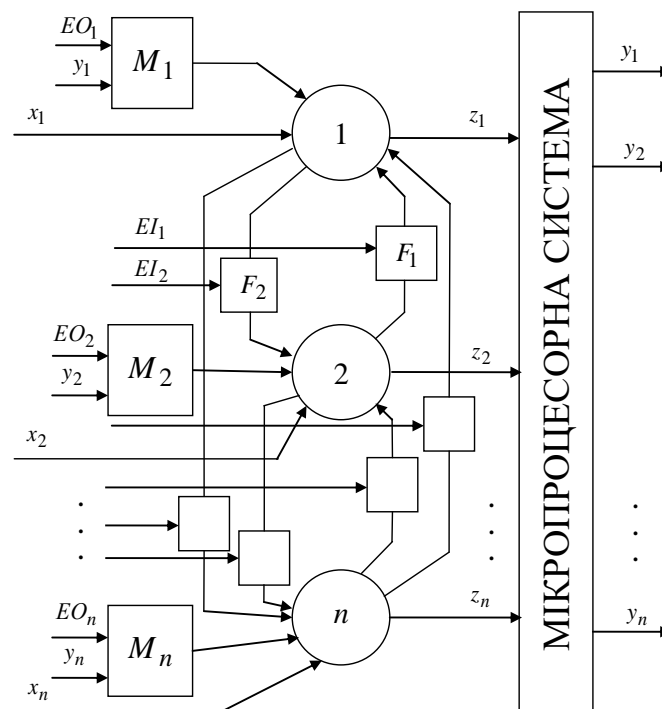 EO₁
y₁
M₁
x₁
1
z₁
y₁
y₂
EI₁
EI₂
F₁
F₂
EO₂
y₂
M₂
2
z₂
x₂
. . .
. . .
. . .
EOₙ
yₙ
Mₙ
xₙ
n
zₙ
yₙ
МІКРОПРОЦЕСОРНА СИСТЕМА